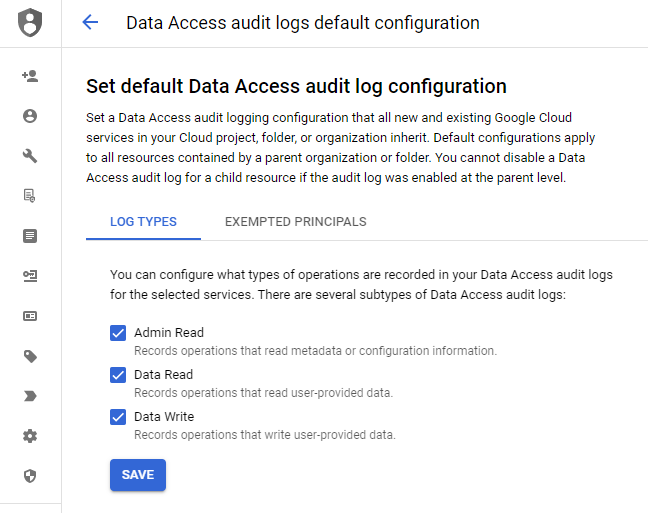 Data Access audit logs default configuration
Set default Data Access audit log configuration
Set a Data Access audit logging configuration that all new and existing Google Cloud
services in your Cloud project, folder, or organization inherit. Default configurations apply
to all resources contained by a parent organization or folder. You cannot disable a Data
Access audit log for a child resource if the audit log was enabled at the parent level.
LOG TYPES
EXEMPTED PRINCIPALS
You can configure what types of operations are recorded in your Data Access audit logs
for the selected services. There are several subtypes of Data Access audit logs:
Admin Read
Records operations that read metadata or configuration information.
Data Read
Records operations that read user-provided data.
Data Write
Records operations that write user-provided data.
SAVE